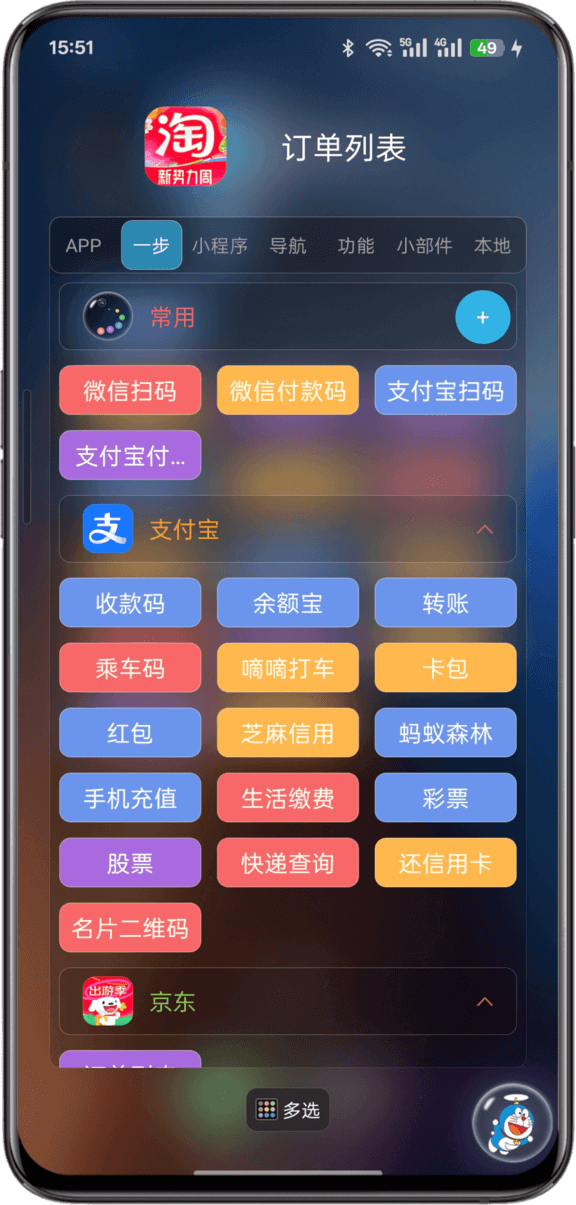 15:51
5G 4G 49
淘
新势力周
订单列表
APP 一步 小程序 导航 功能 小部件 本地
常用 +
微信扫码 微信付款码 支付宝扫码
支付宝付...
支 支付宝
收款码 余额宝 转账
乘车码 嘀嘀打车 卡包
红包 芝麻信用 蚂蚁森林
手机充值 生活缴费 彩票
股票 快递查询 还信用卡
名片二维码
出游季
京东
订单列表
多选